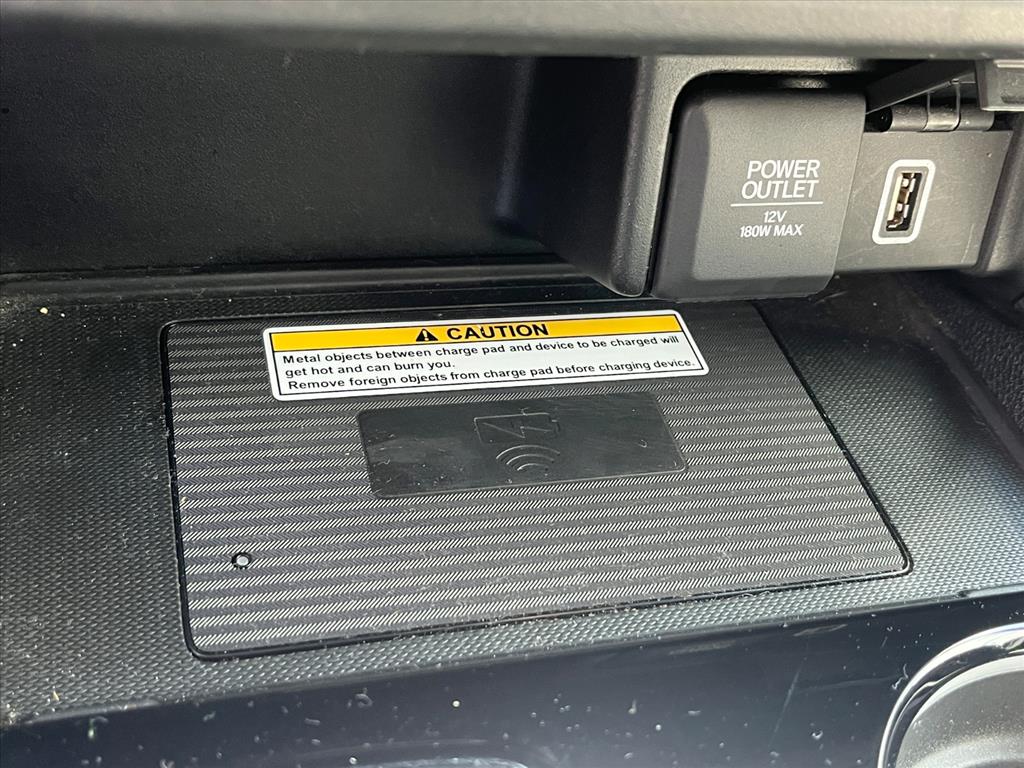 POWER
OUTLET
12V
180W MAX
CAUTION
Metal objects between charge pad and device to be charged will
get hot and can burn you.
Remove foreign objects from charge pad before charging device.